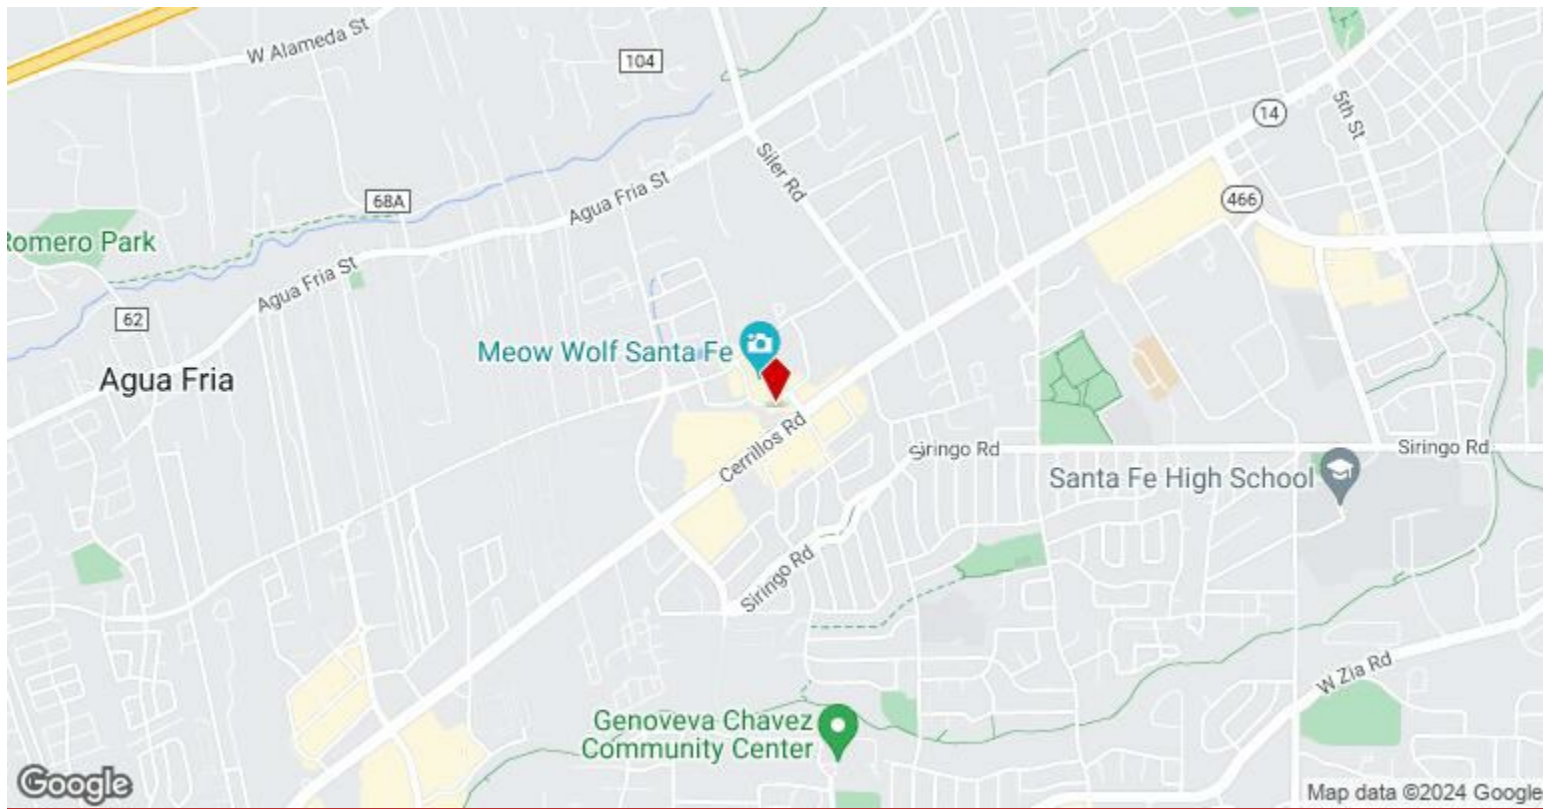 W Alameda St
104
14
5th St
Siler Rd
68A
Agua Fria St
466
Romero Park
Agua Fria St
62
Meow Wolf Santa Fe
Agua Fria
Cerrillos Rd
Siringo Rd
Siringo Rd
Santa Fe High School
Siringo Rd
W Zia Rd
Genoveva Chavez
Community Center
Google
Map data ©2024 Google